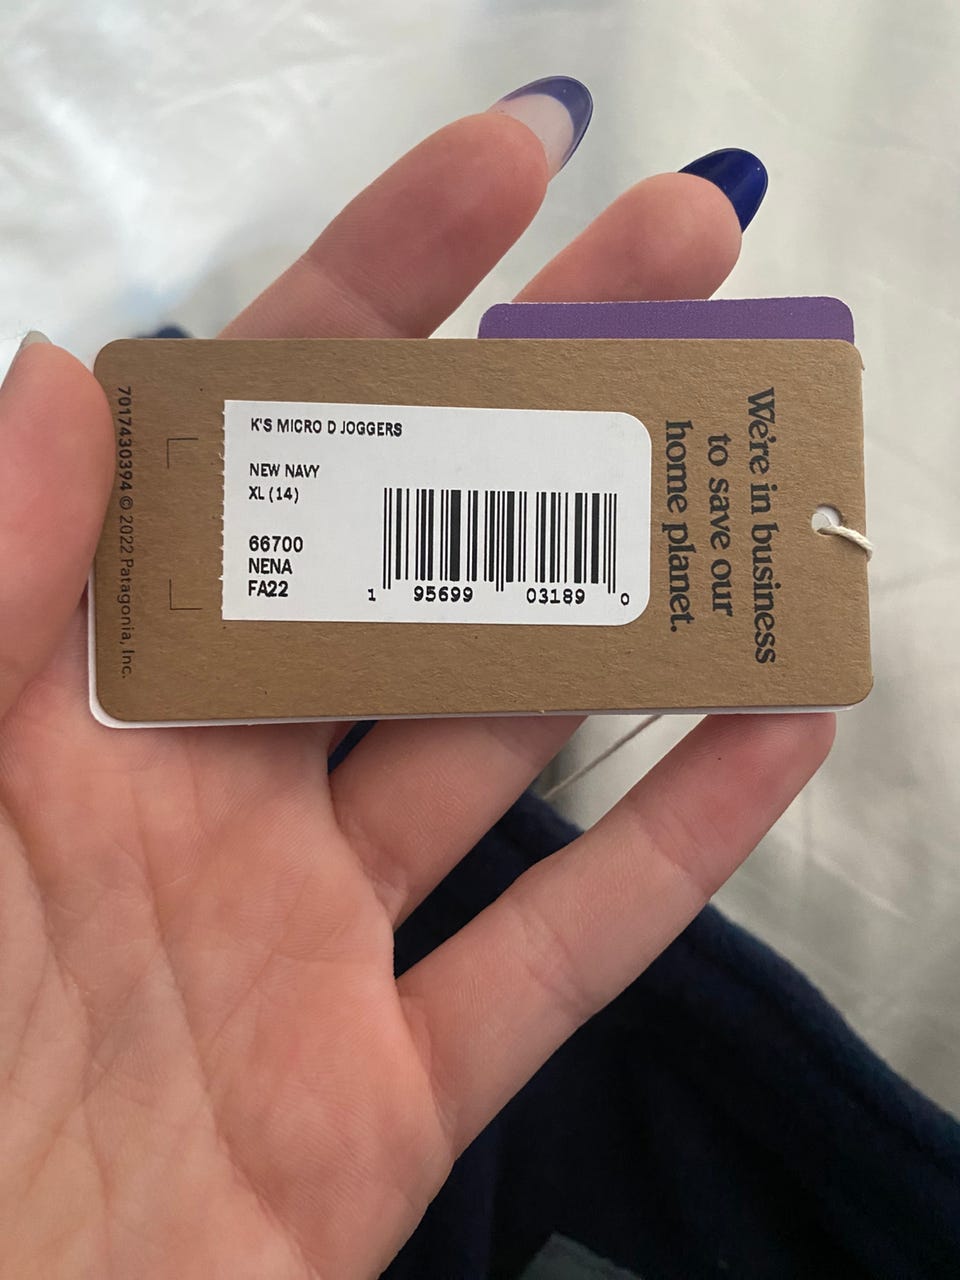 K'S MICRO D JOGGERS
NEW NAVY
XL (14)
66700
NENA
FA22
1 95699 03189 0
We're in business
to save our
home planet.
7017430394 © 2022 Patagonia, Inc.